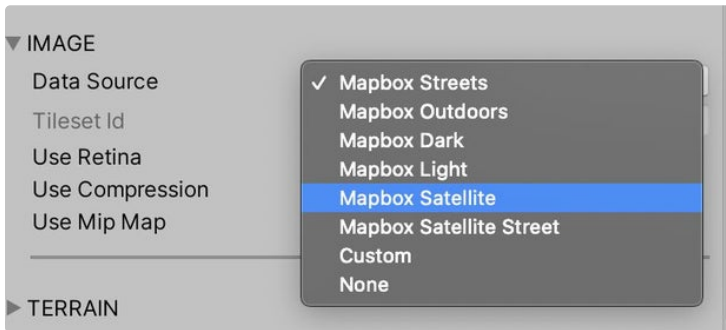 IMAGE
Data Source
✓ Mapbox Streets
Mapbox Outdoors
Tileset Id
Mapbox Dark
Use Retina
Mapbox Light
Use Compression
Mapbox Satellite
Use Mip Map
Mapbox Satellite Street
Custom
None
TERRAIN